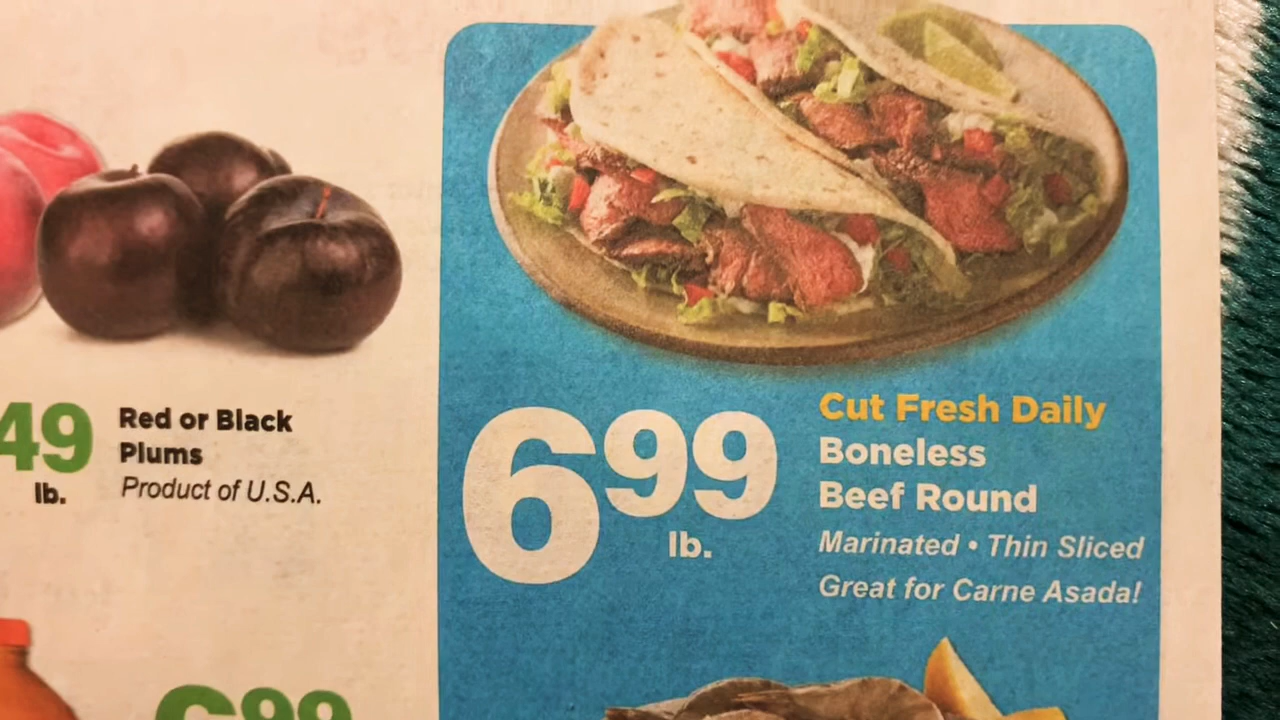 49
lb.
Red or Black
Plums
Product of U.S.A.
699
lb.
Cut Fresh Daily
Boneless
Beef Round
Marinated • Thin Sliced
Great for Carne Asada!
699